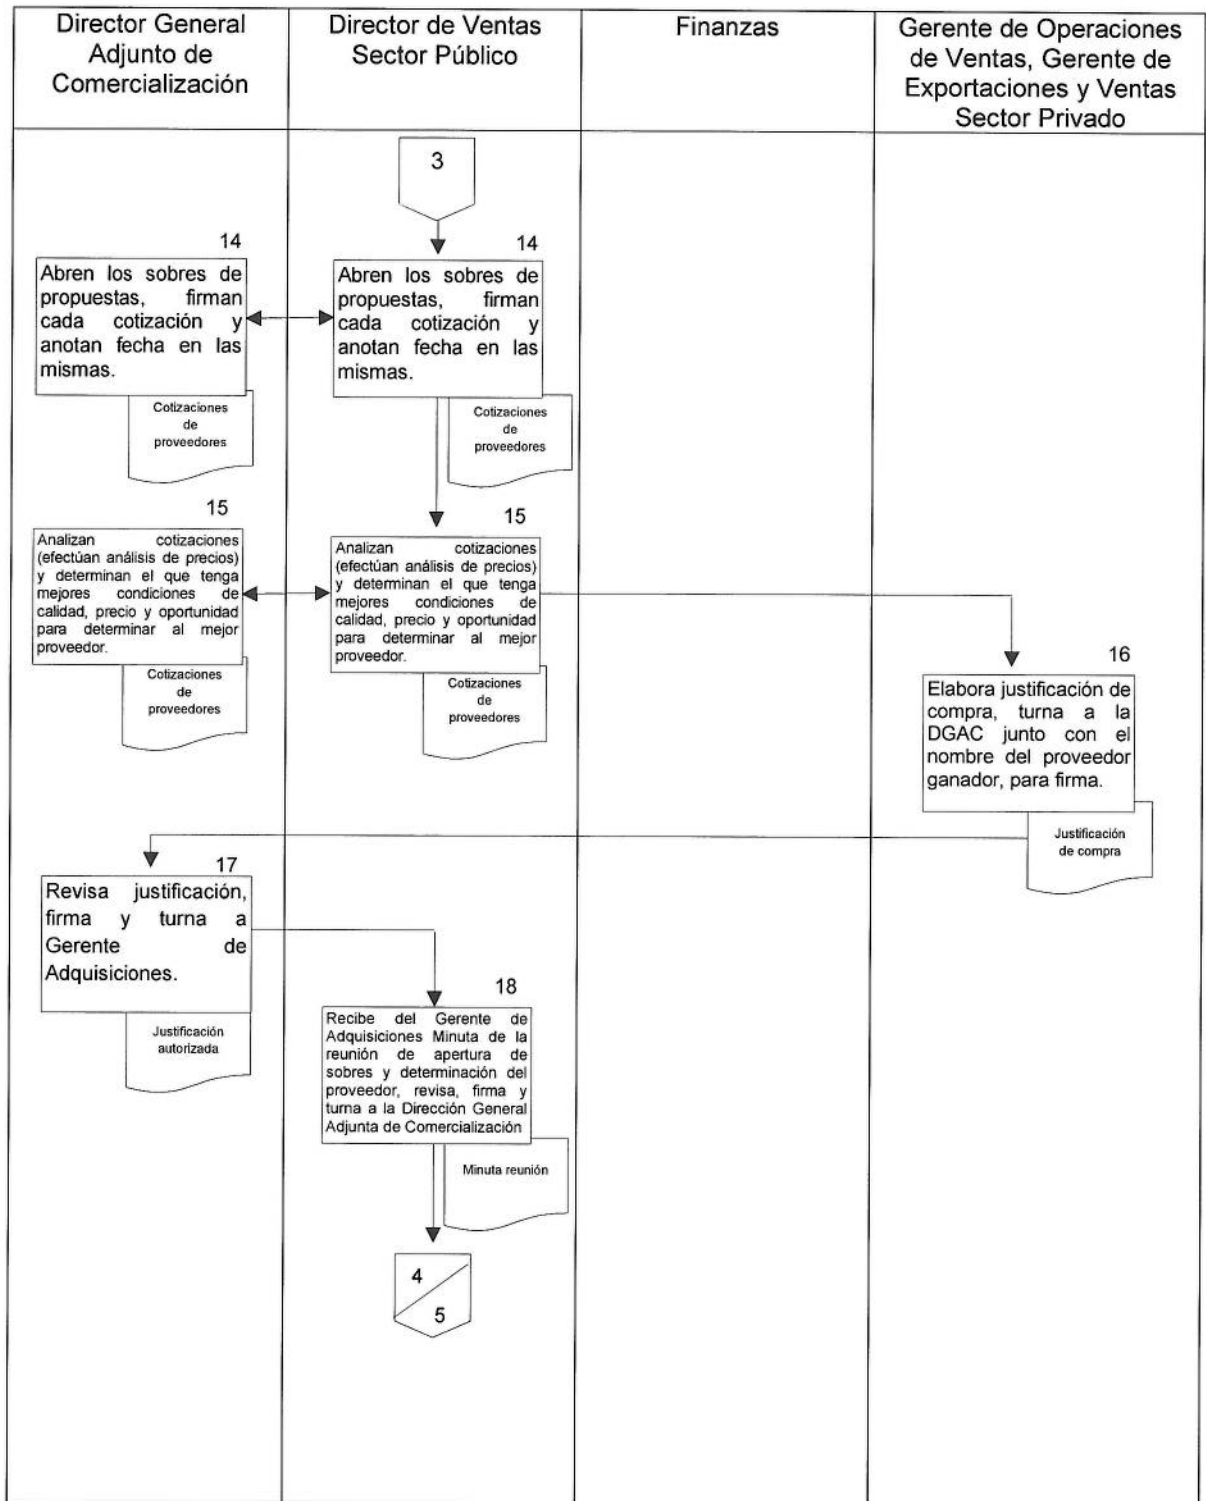 Director General
Adjunto de
Comercialización
Director de Ventas
Sector Público
Finanzas
Gerente de Operaciones
de Ventas, Gerente de
Exportaciones y Ventas
Sector Privado
3
14
Abren los sobres de
propuestas, firman
cada cotización y
anotan fecha en las
mismas.
Cotizaciones
de
proveedores
14
Abren los sobres de
propuestas, firman
cada cotización y
anotan fecha en las
mismas.
Cotizaciones
de
proveedores
15
Analizan cotizaciones
(efectúan análisis de precios)
y determinan el que tenga
mejores condiciones de
calidad, precio y oportunidad
para determinar al mejor
proveedor.
Cotizaciones
de
proveedores
15
Analizan cotizaciones
(efectúan análisis de precios)
y determinan el que tenga
mejores condiciones de
calidad, precio y oportunidad
para determinar al mejor
proveedor.
Cotizaciones
de
proveedores
16
Elabora justificación de
compra, turna a la
DGAC junto con el
nombre del proveedor
ganador, para firma.
Justificación
de compra
17
Revisa justificación,
firma y turna a
Gerente de
Adquisiciones.
Justificación
autorizada
18
Recibe del Gerente de
Adquisiciones Minuta de la
reunión de apertura de
sobres y determinación del
proveedor, revisa, firma y
turna a la Dirección General
Adjunta de Comercialización
Minuta reunión
4
5